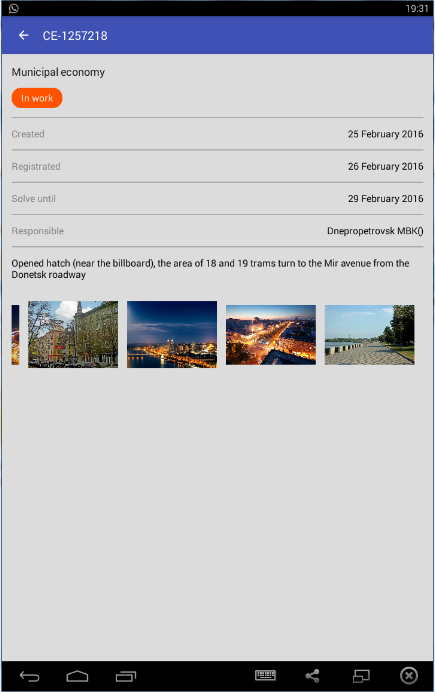 19:31
CE-1257218
Municipal economy
In work
Created 25 February 2016
Registrated 26 February 2016
Solve until 29 February 2016
Responsible Dnepropetrovsk MBK()
Opened hatch (near the billboard), the area of 18 and 19 trams turn to the Mir avenue from the
Donetsk roadway